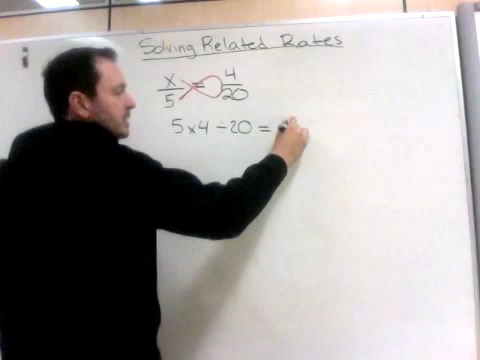 Solving Related Rates
x/5 = 4/20
5 x 4 ÷ 20 =